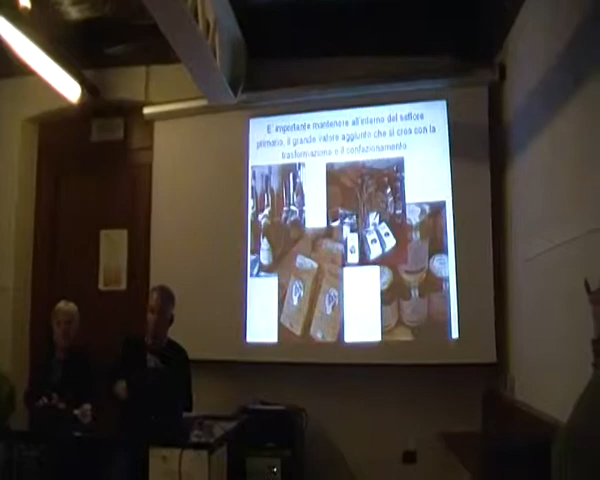 E' importante mantenere all'interno del settore
primario, il grande valore aggiunto che si crea con la
trasformazione e il confezionamento